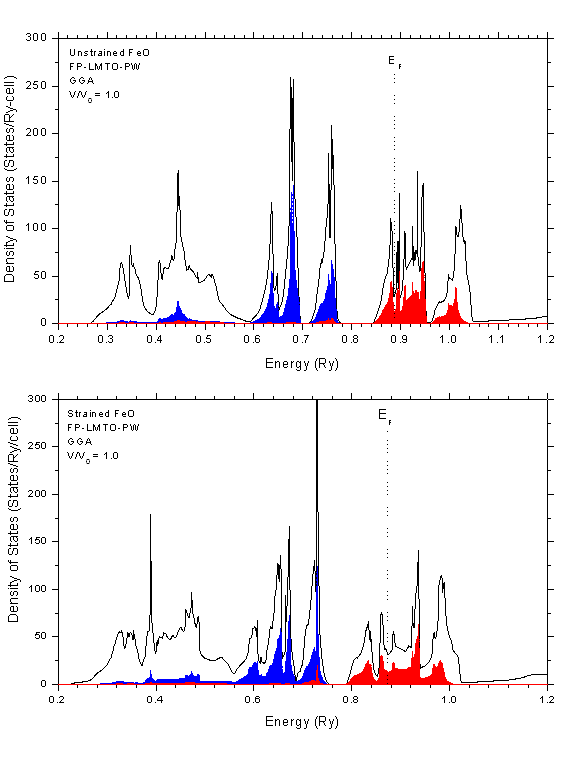 300
250
200
150
100
50
0
Density of States (States/Ry-cell)
Unstrained FeO
FP-LMTO-PW
GGA
V/V0 = 1.0
EF
0.2 0.3 0.4 0.5 0.6 0.7 0.8 0.9 1.0 1.1 1.2
Energy (Ry)
300
250
200
150
100
50
0
Density of States (States/Ry/cell)
Strained FeO
FP-LMTO-PW
GGA
V/V0 = 1.0
EF
0.2 0.4 0.6 0.8 1.0 1.2
Energy (Ry)